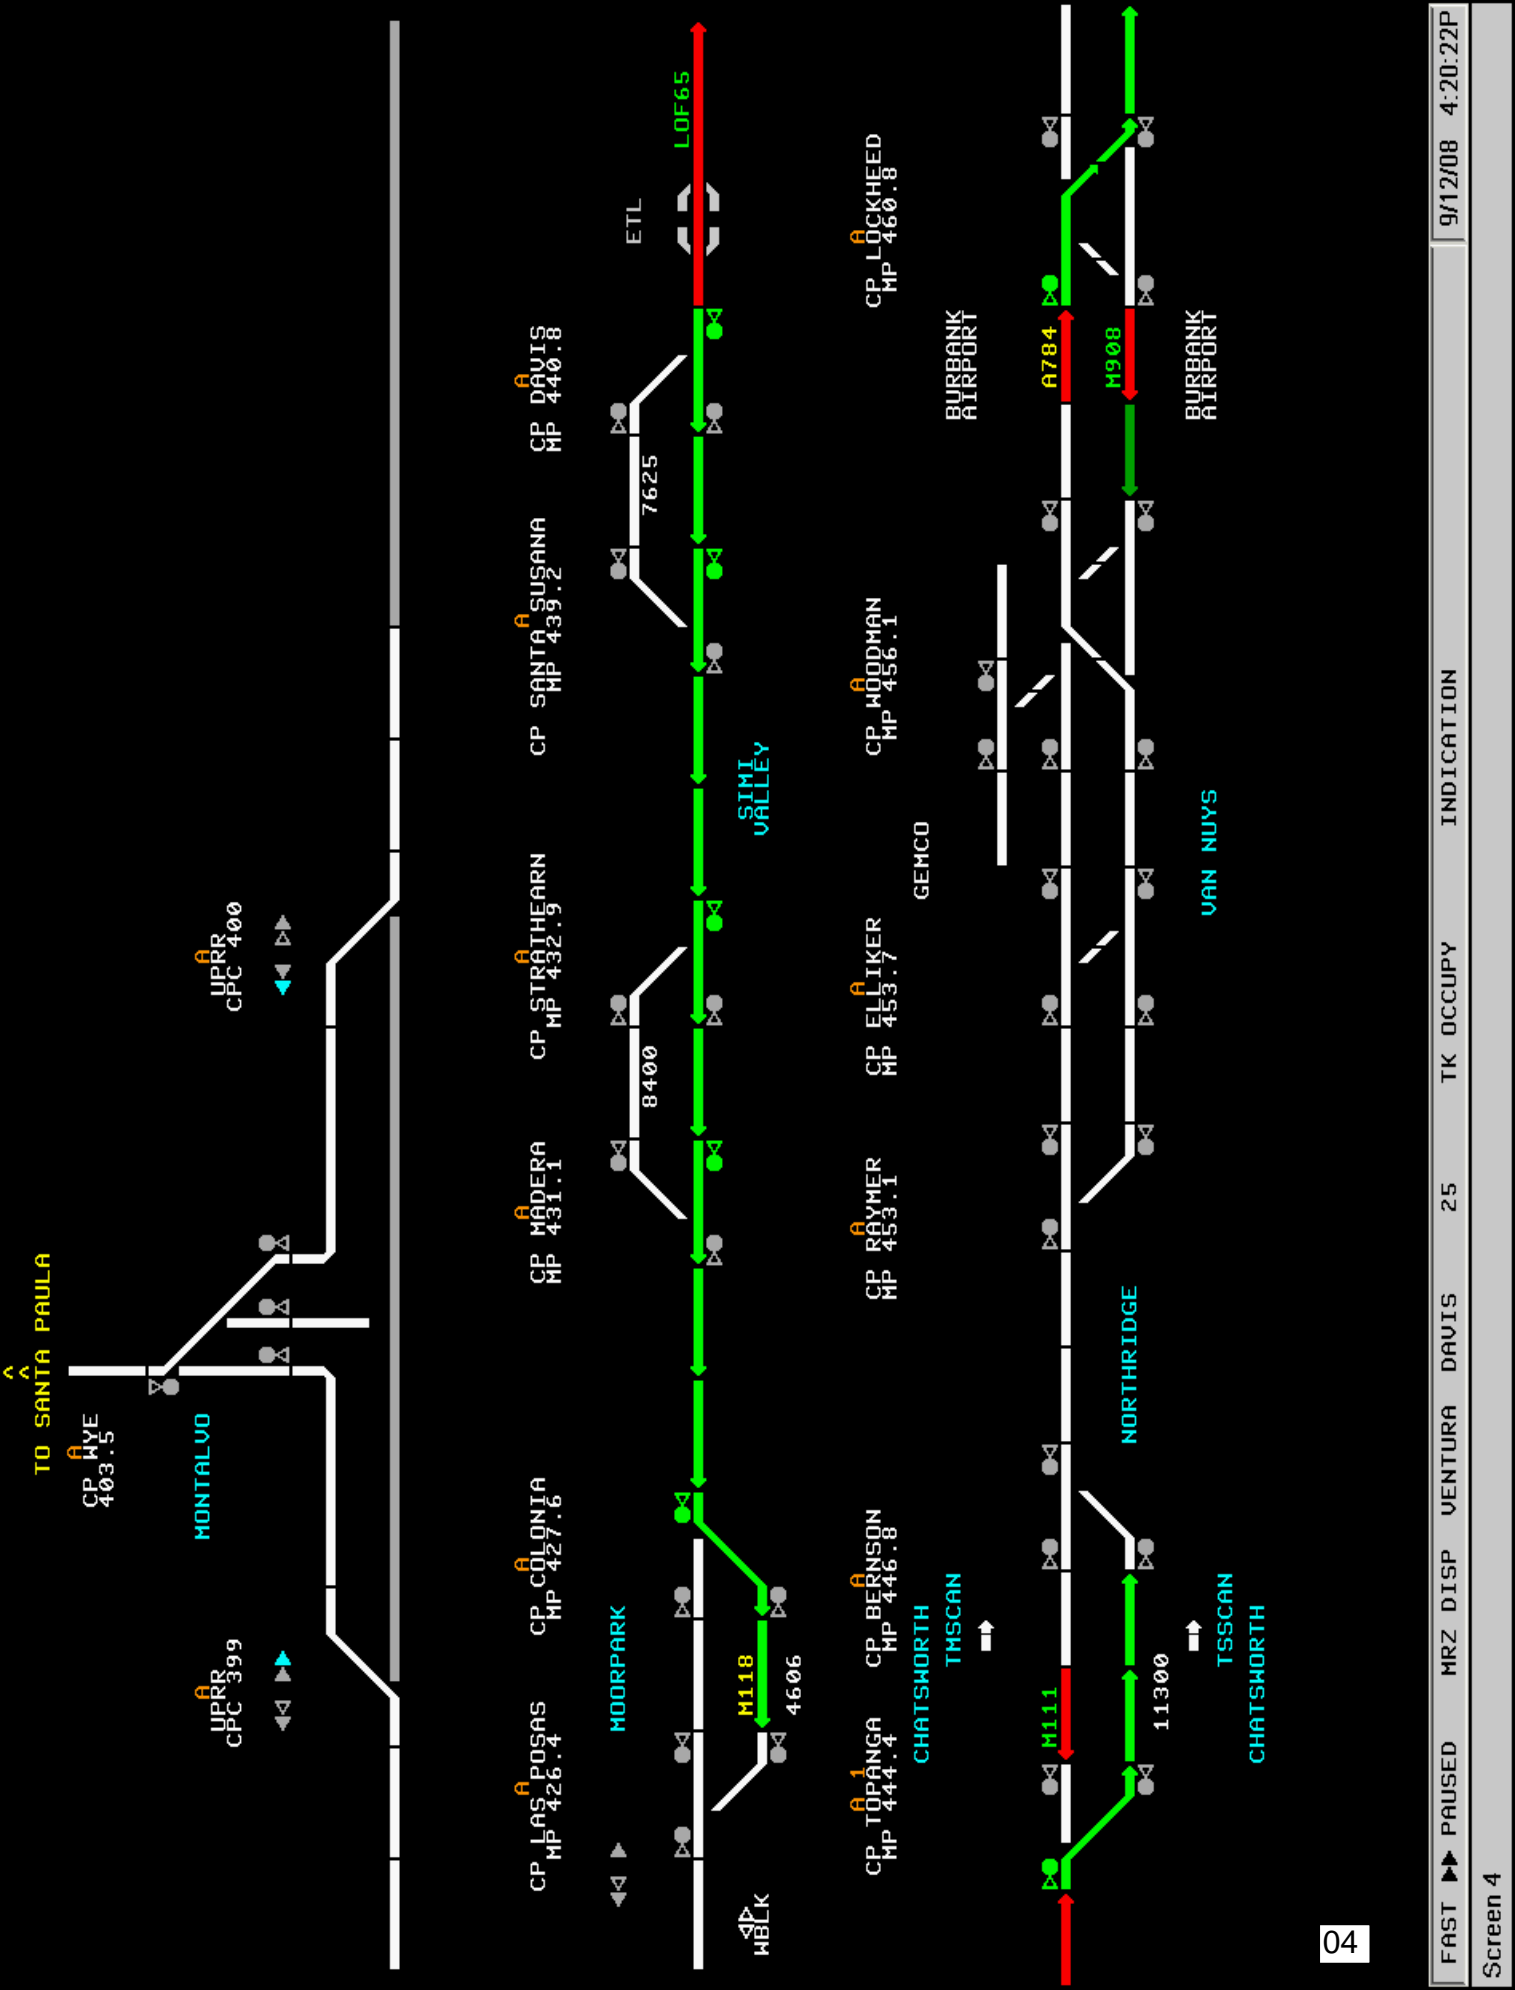 ^
^
TO SANTA PAULA
CP WYE
A
403.5
MONTALVO
A
UPRR
CPC 399
A
UPRR
CPC 400
A
CP LAS POSAS
MP 426.4
A
CP COLONIA
MP 427.6
A
CP MADERA
MP 431.1
A
CP STRATHEARN
MP 432.9
A
CP SANTA SUSANA
MP 439.2
A
CP DAVIS
MP 440.8
ETL
LOF65
MOORPARK
8400
7625
M118
4606
WBLK
SIMI
VALLEY
A 1
CP TOPANGA
MP 444.4
A
CP BERNSON
MP 446.8
A
CP RAYMER
MP 453.1
A
CP ELLIKER
MP 453.7
A
CP WOODMAN
MP 456.1
A
CP LOCKHEED
MP 460.8
CHATSWORTH
TMSCAN
GEMCO
BURBANK
AIRPORT
M111
A784
M908
11300
NORTHRIDGE
TSSCAN
CHATSWORTH
VAN NUYS
BURBANK
AIRPORT
04
FAST ▶▶ PAUSED MRZ DISP VENTURA DAVIS 25 TK OCCUPY INDICATION 9/12/08 4:20:22P
Screen 4